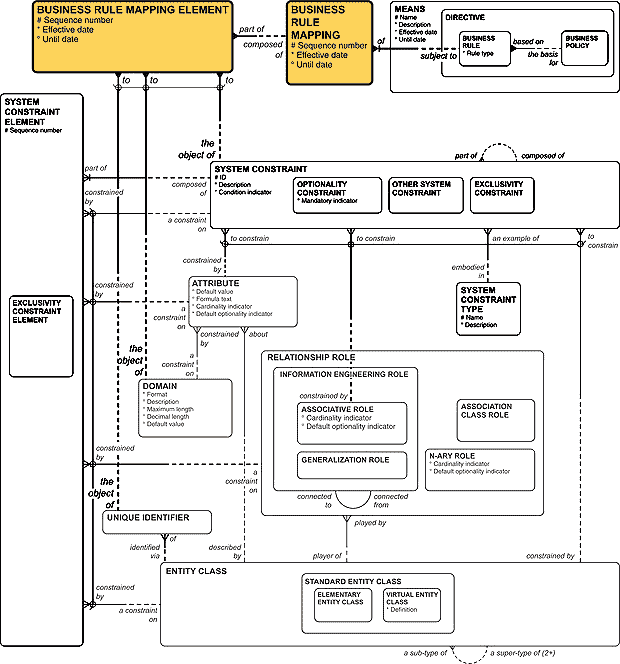 BUSINESS RULE MAPPING ELEMENT
# Sequence number
* Effective date
* Until date
part of
composed
of
BUSINESS
RULE
MAPPING
# Sequence number
* Effective date
* Until date
of
MEANS
# Name
* Description
* Effective date
* Until date
DIRECTIVE
subject to
BUSINESS
RULE
* Rule type
based on
the basis
for
BUSINESS
POLICY
to
to
to
SYSTEM
CONSTRAINT
ELEMENT
# Sequence number
the
object of
part of
composed
of
constrained
by
a constraint
on
SYSTEM CONSTRAINT
# ID
* Description
* Condition indicator
part of
composed of
OPTIONALITY
CONSTRAINT
* Mandatory indicator
OTHER SYSTEM
CONSTRAINT
EXCLUSIVITY
CONSTRAINT
to constrain
to constrain
an example of
to
constrain
constrained
by
embodied
in
ATTRIBUTE
* Default value
* Formula text
* Cardinality indicator
* Default optionality indicator
constrained
by
a
constraint
on
SYSTEM
CONSTRAINT
TYPE
# Name
* Description
EXCLUSIVITY
CONSTRAINT
ELEMENT
constrained
by
about
a
constraint
on
the
object
of
DOMAIN
* Format
* Description
* Maximum length
* Decimal length
* Default value
RELATIONSHIP ROLE
INFORMATION ENGINEERING ROLE
constrained by
ASSOCIATIVE ROLE
* Cardinality indicator
* Default optionality indicator
GENERALIZATION ROLE
ASSOCIATION
CLASS ROLE
N-ARY ROLE
* Cardinality indicator
* Default optionality indicator
connected
to
connected
from
constrained
by
a
constraint
on
the
object
of
UNIQUE IDENTIFIER
played by
identified
via
of
described
by
player of
constrained by
ENTITY CLASS
STANDARD ENTITY CLASS
ELEMENTARY
ENTITY CLASS
VIRTUAL ENTITY
CLASS
* Definition
constrained
by
a constraint
on
a sub-type of
a super-type of (2+)